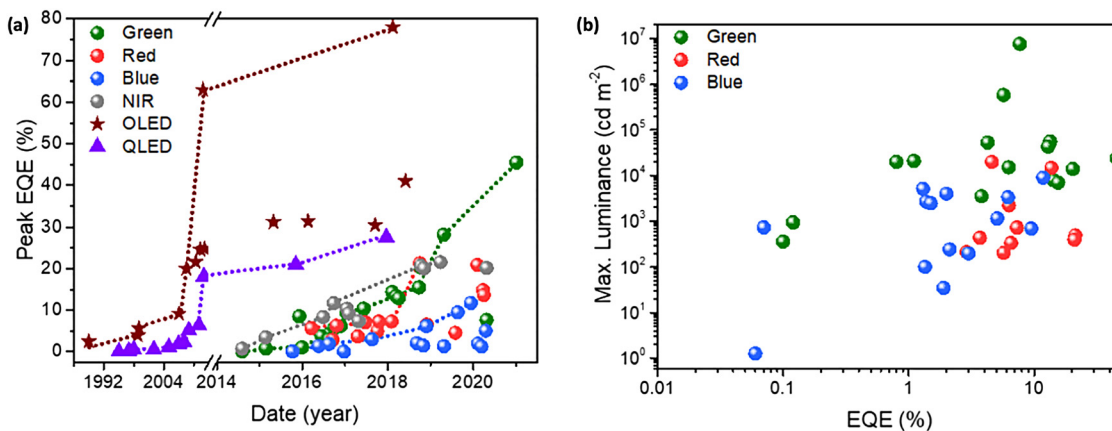 (a)
Green
Red
Blue
NIR
OLED
QLED
Peak EQE (%)
80
70
60
50
40
30
20
10
0
1992
2004
2014
2014
2016
2018
2020
Date (year)
(b)
Green
Red
Blue
Max. Luminance (cd m⁻²)
10⁷
10⁶
10⁵
10⁴
10³
10²
10¹
10⁰
0.01
0.1
1
10
EQE (%)